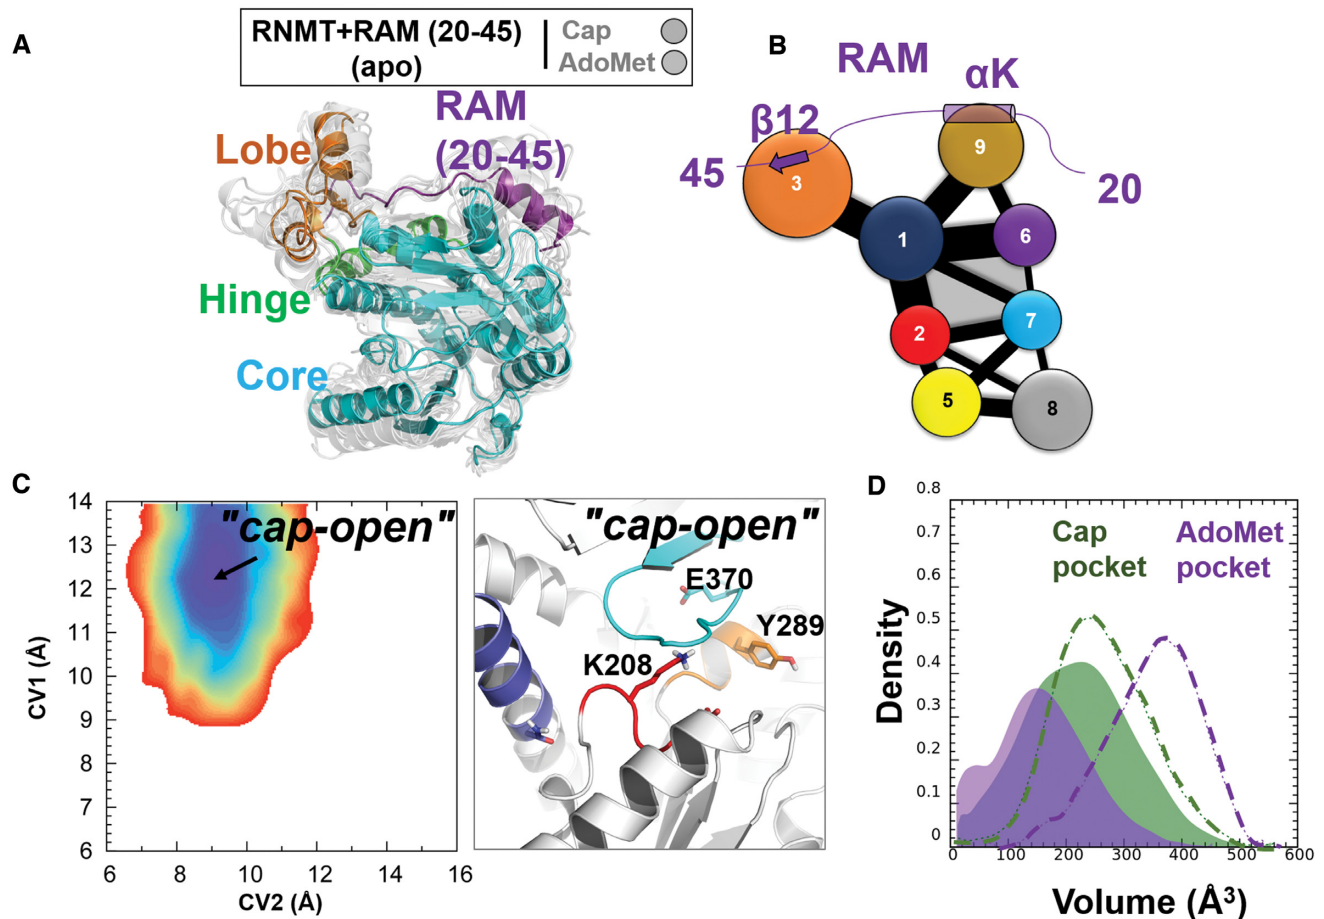 A
RNMT+RAM (20-45)
(apo)
Cap
AdoMet
Lobe
RAM
(20-45)
Hinge
Core
B
RAM
αK
β12
45
20
3
9
1
6
2
7
5
8
C
14
13
12
11
10
9
8
7
6
CV1 (Å)
6 8 10 12 14 16
CV2 (Å)
"cap-open"
"cap-open"
E370
Y289
K208
D
0.8
0.7
0.6
0.5
0.4
0.3
0.2
0.1
0
Density
Cap
pocket
AdoMet
pocket
0 100 200 300 400 500 600
Volume (Å³)